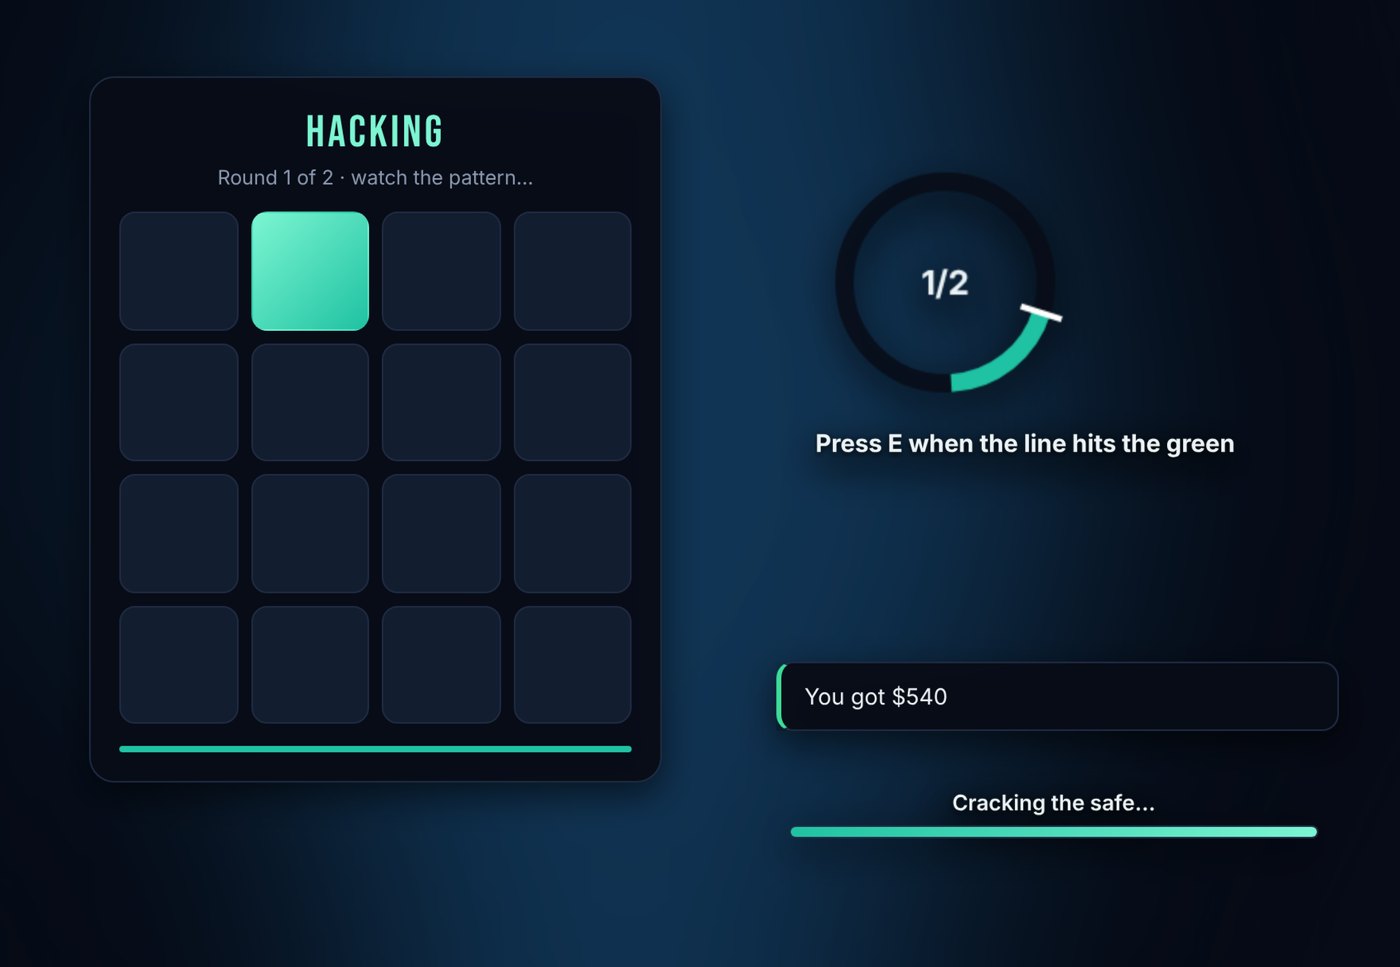 HACKING
Round 1 of 2 · watch the pattern...
1/2
Press E when the line hits the green
You got $540
Cracking the safe...